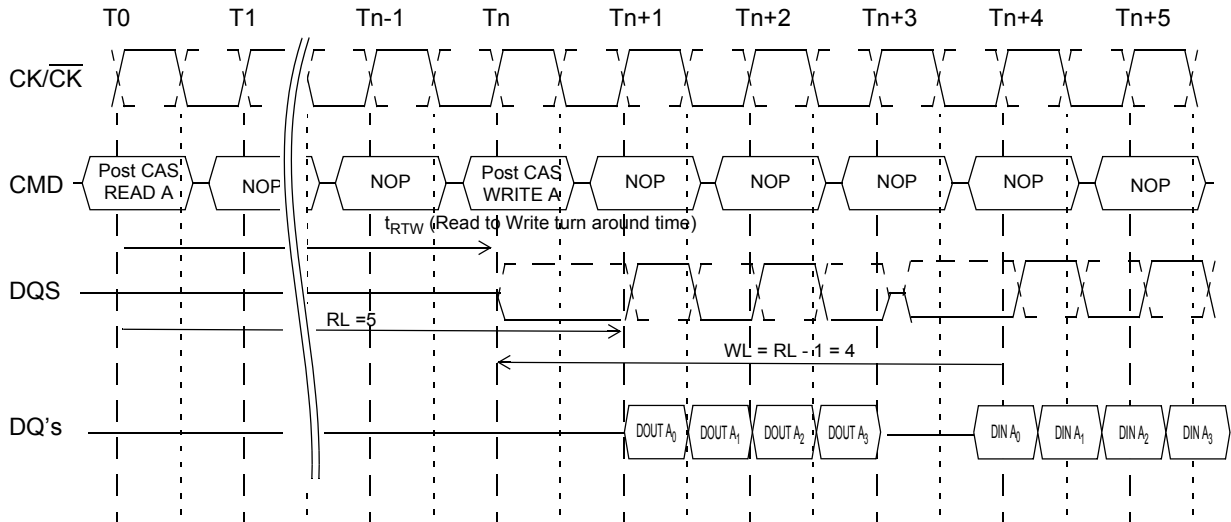 T0 T1 Tn-1 Tn Tn+1 Tn+2 Tn+3 Tn+4 Tn+5
CK/CK
CMD
Post CAS
READ A
NOP
NOP
Post CAS
WRITE A
NOP
NOP
NOP
NOP
NOP
tRTW (Read to Write turn around time)
DQS
RL =5
WL = RL - 1 = 4
DQ's
DOUT A0
DOUT A1
DOUT A2
DOUT A3
DIN A0
DIN A1
DIN A2
DIN A3